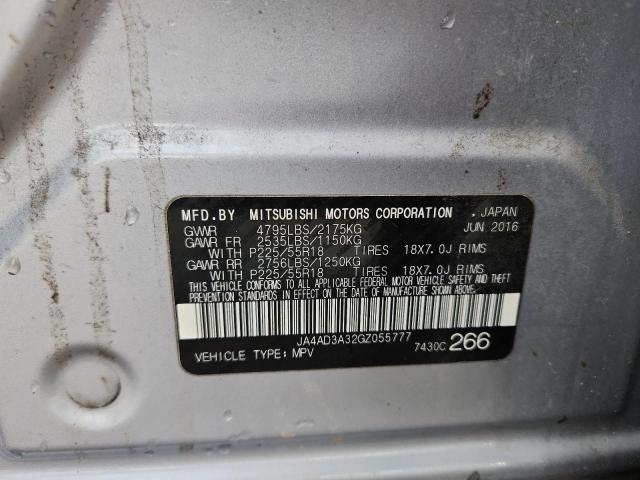 MFD.BY MITSUBISHI MOTORS CORPORATION . JAPAN
GVWR 4795LBS/2175KG JUN 2016
GAWR FR 2535LBS/1150KG
WITH P225/55R18 TIRES 18X7.0J RIMS
GAWR RR 2756LBS/1250KG
WITH P225/55R18 TIRES 18X7.0J RIMS
THIS VEHICLE CONFORMS TO ALL APPLICABLE FEDERAL MOTOR VEHICLE SAFETY AND THEFT
PREVENTION STANDARDS IN EFFECT ON THE DATE OF MANUFACTURE SHOWN ABOVE.
JA4AD3A32GZ055777
VEHICLE TYPE: MPV 7430C 266